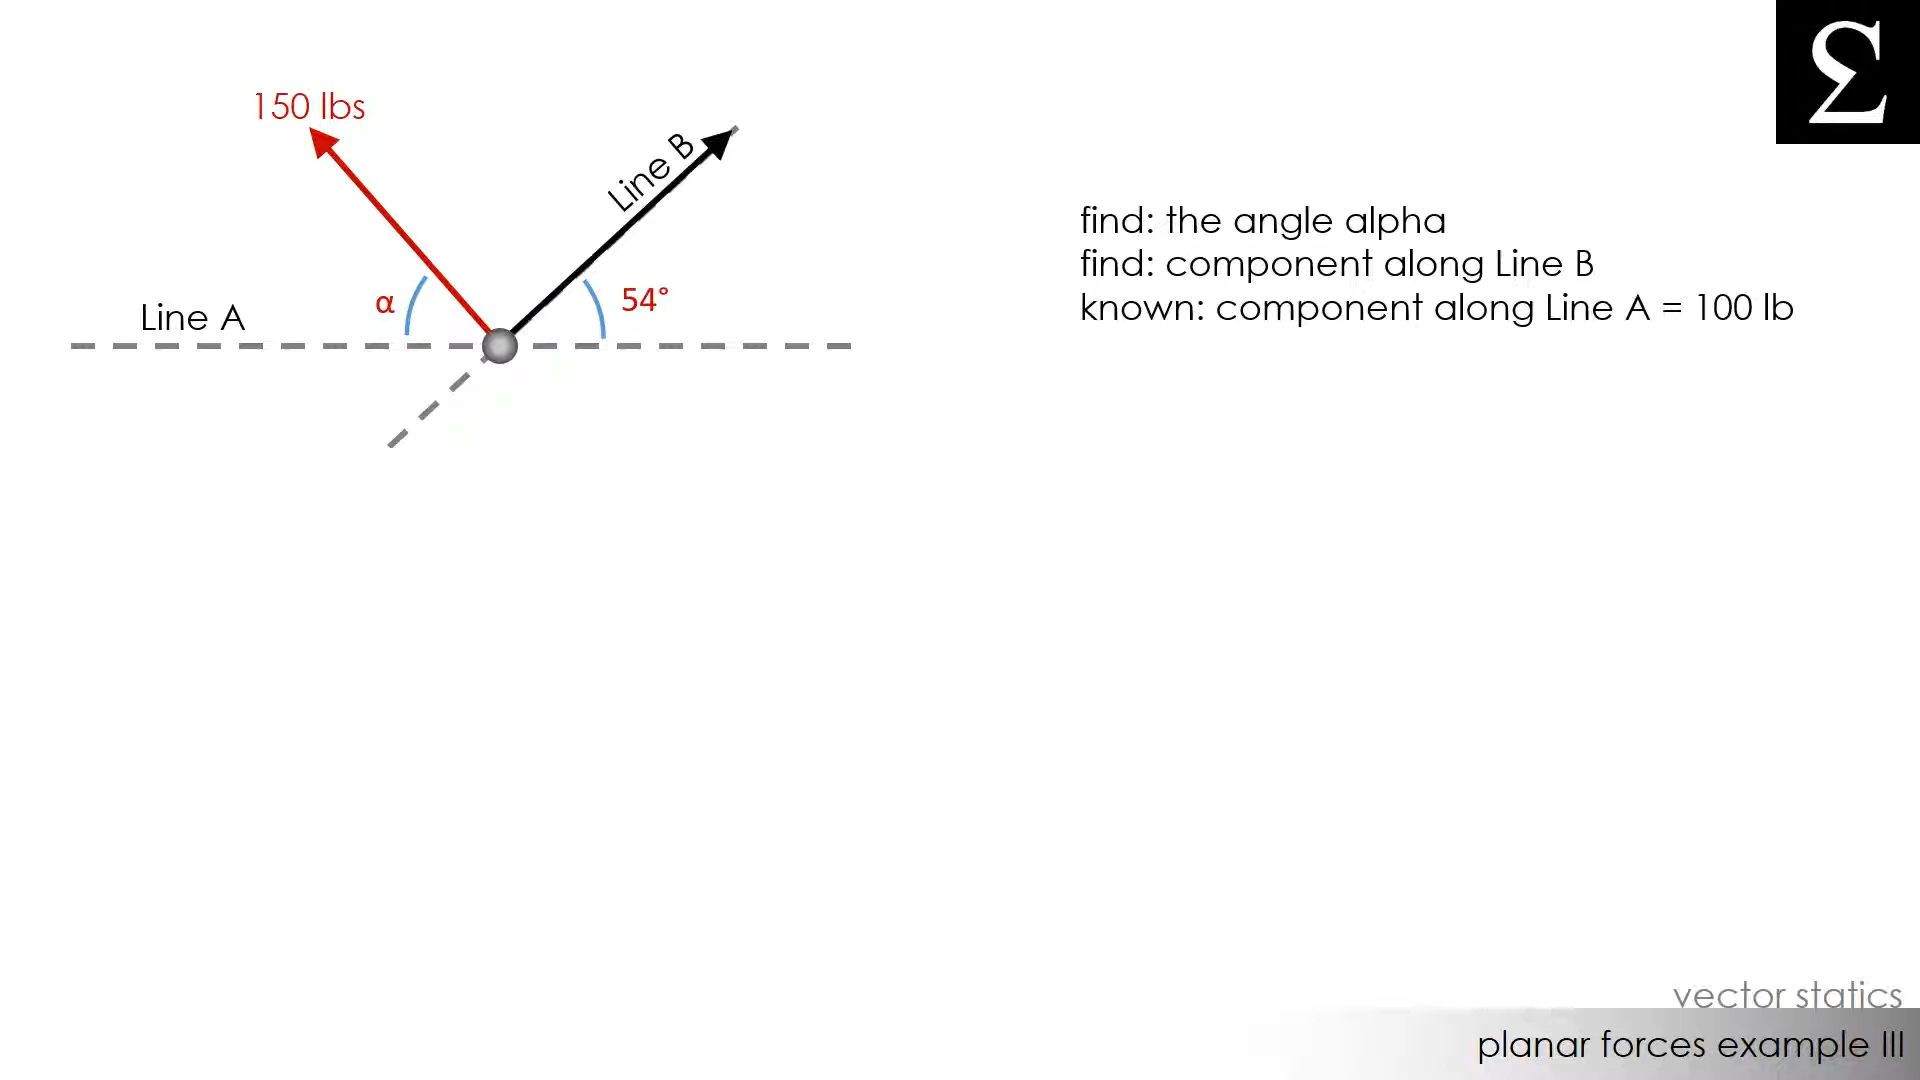 Σ
150 lbs
Line B
find: the angle alpha
find: component along Line B
known: component along Line A = 100 lb
α
54°
Line A
vector statics
planar forces example III